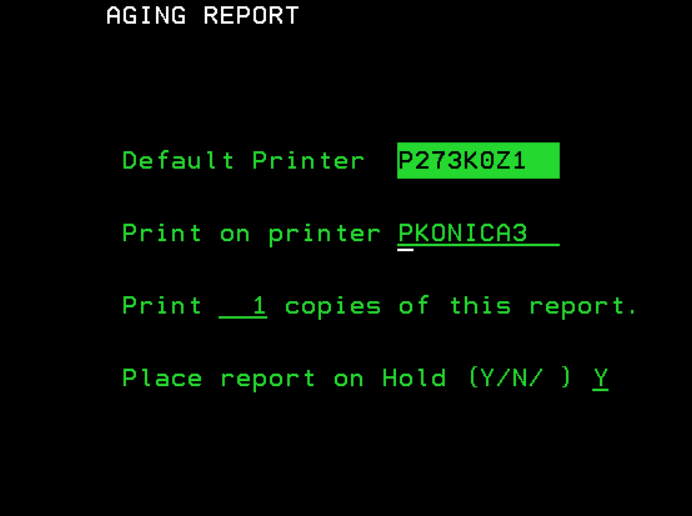 AGING REPORT
Default Printer P273K0Z1
Print on printer PKONICA3
Print 1 copies of this report.
Place report on Hold (Y/N/ ) Y